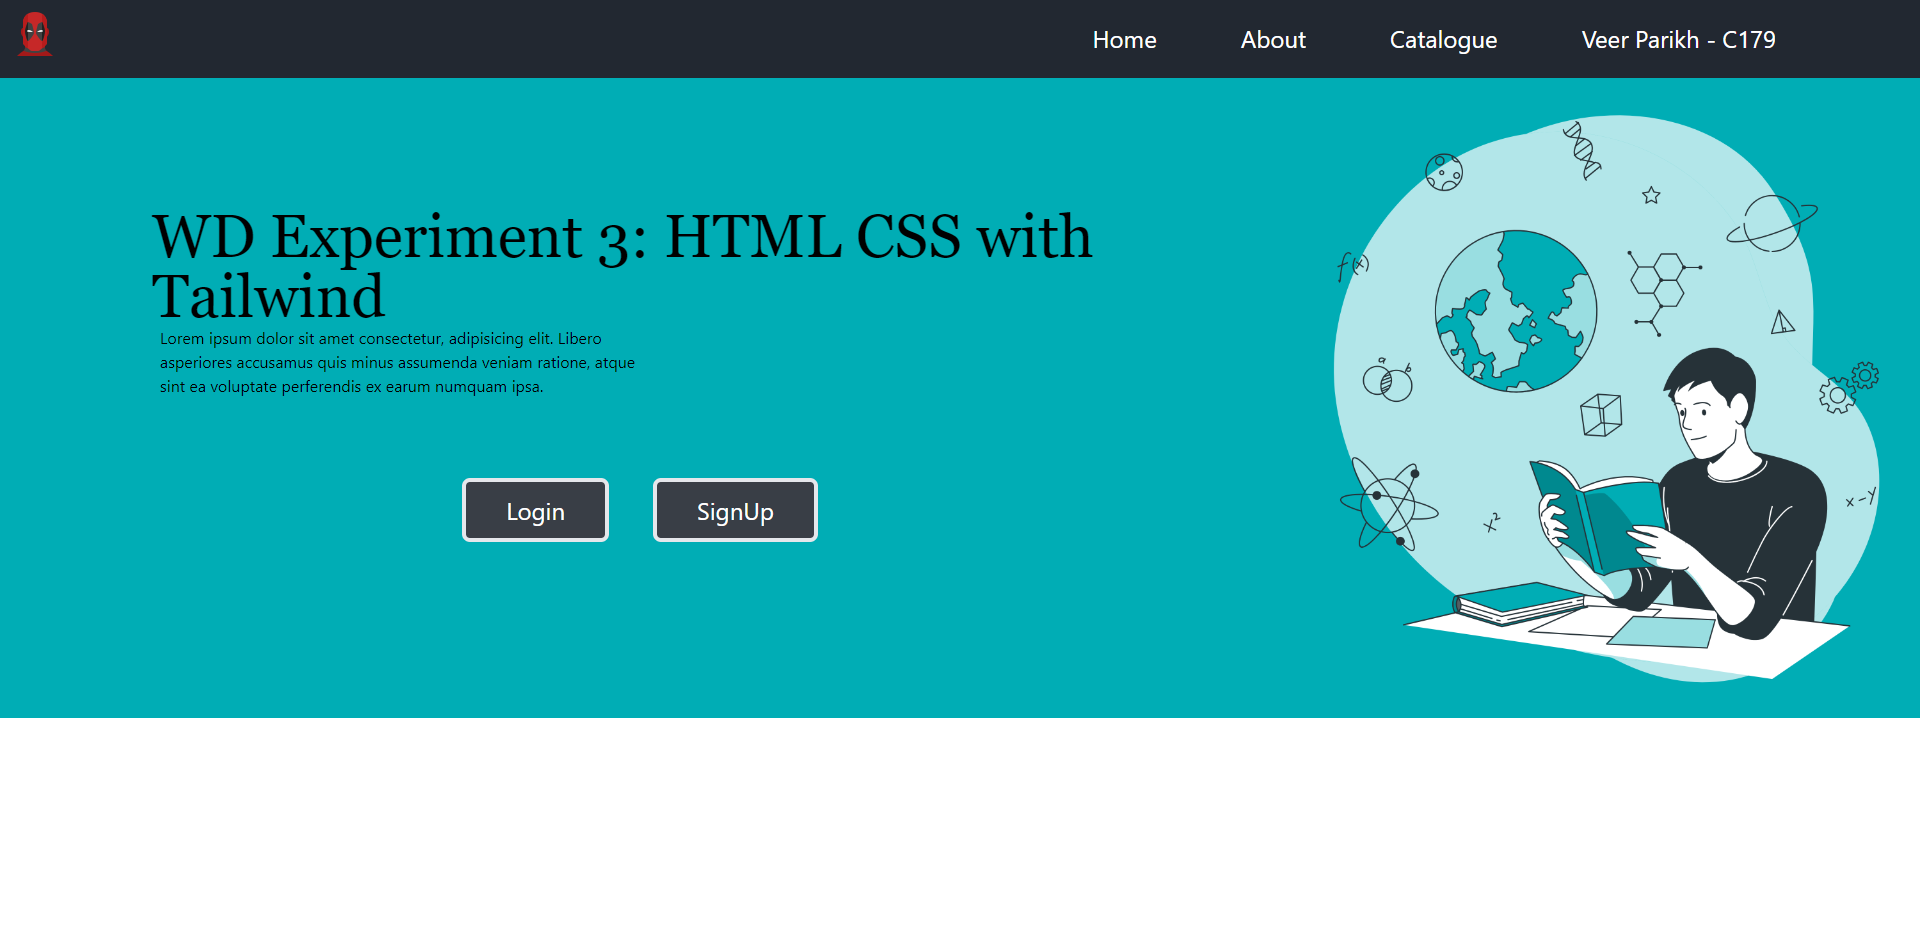 Home About Catalogue Veer Parikh - C179
WD Experiment 3: HTML CSS with
Tailwind
Lorem ipsum dolor sit amet consectetur, adipisicing elit. Libero
asperiores accusamus quis minus assumenda veniam ratione, atque
sint ea voluptate perferendis ex earum numquam ipsa.
Login SignUp
f(x)
a
b
x²
x-y